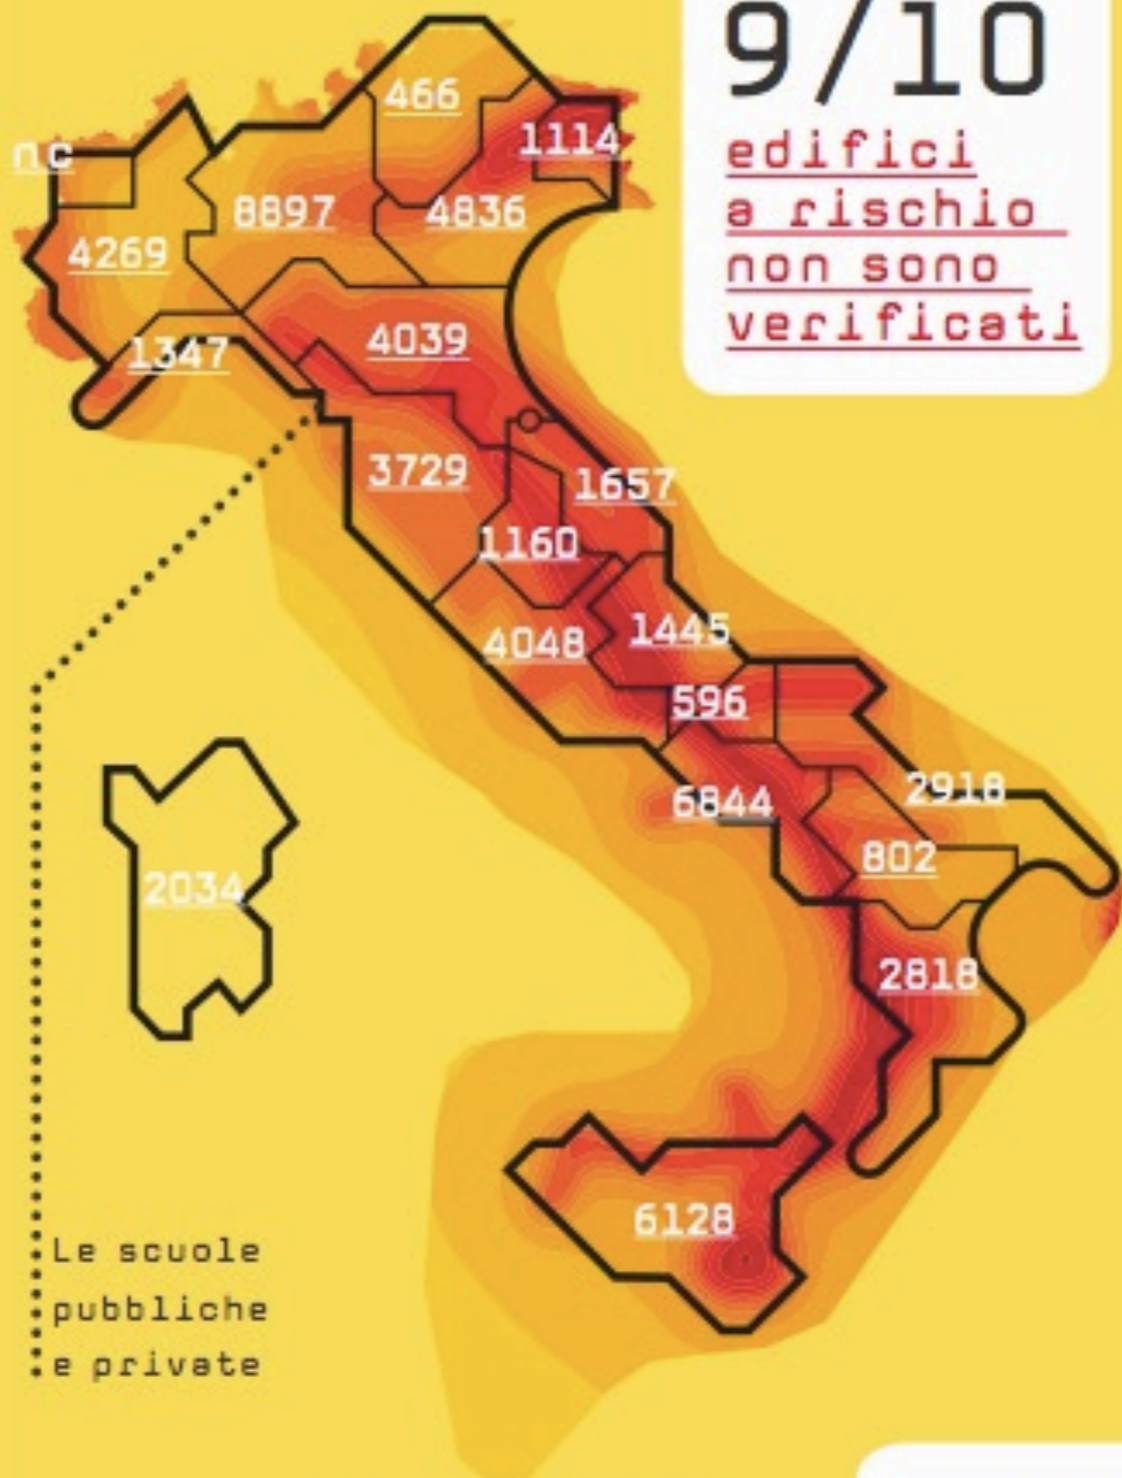 9/10
edifici
a rischio
non sono
verificati
466
1114
nc
8897
4836
4269
4039
1347
3729
1657
1160
1445
4048
596
2918
6844
802
2034
2818
6128
Le scuole
pubbliche
e private